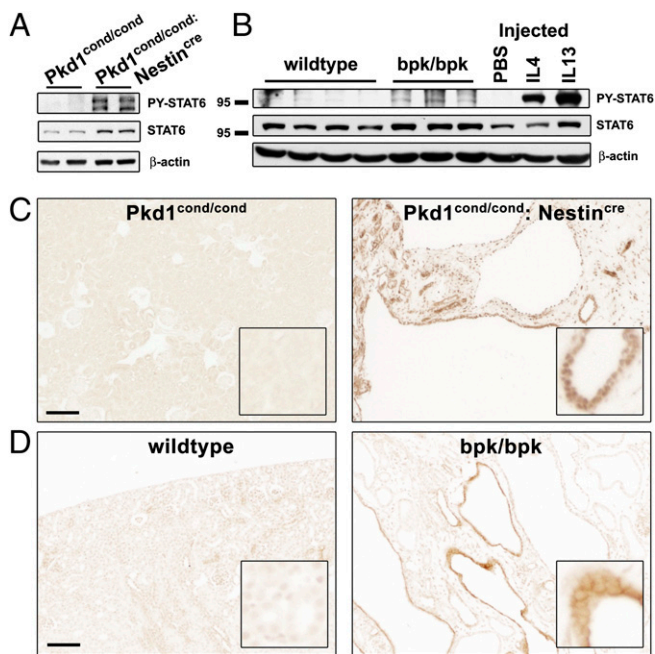 A
Pkd1cond/cond
Pkd1cond/cond:
Nestincre
PY-STAT6
STAT6
β-actin
B
wildtype
bpk/bpk
Injected
PBS
IL4
IL13
95
PY-STAT6
95
STAT6
β-actin
C
Pkd1cond/cond
Pkd1cond/cond: Nestincre
D
wildtype
bpk/bpk